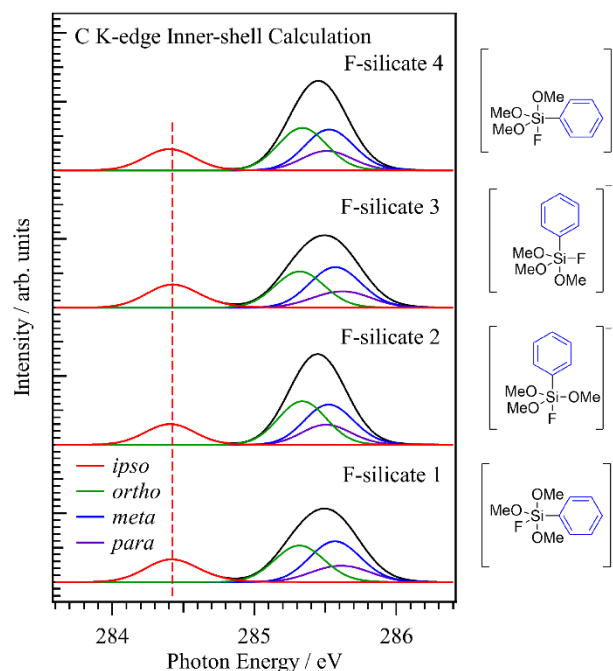 C K-edge Inner-shell Calculation
F-silicate 4
F-silicate 3
F-silicate 2
F-silicate 1
ipso
ortho
meta
para
Intensity / arb. units
284
285
286
Photon Energy / eV
OMe
MeO
Si
MeO
F
−
MeO
Si
F
MeO
OMe
−
MeO
Si
OMe
MeO
F
OMe
MeO
Si
F
OMe